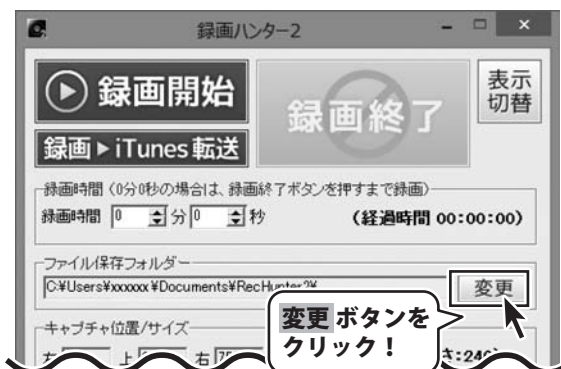 録画ハンター2
録画開始
録画終了
表示
切替
録画▶iTunes転送
録画時間（0分0秒の場合は、録画終了ボタンを押すまで録画）
録画時間 0 分 0 秒 （経過時間 00:00:00）
ファイル保存フォルダー
C:¥Users¥xxxxxx¥Documents¥RecHunter2¥
変更
変更 ボタンを
クリック！
キャプチャ位置/サイズ
左 上 右